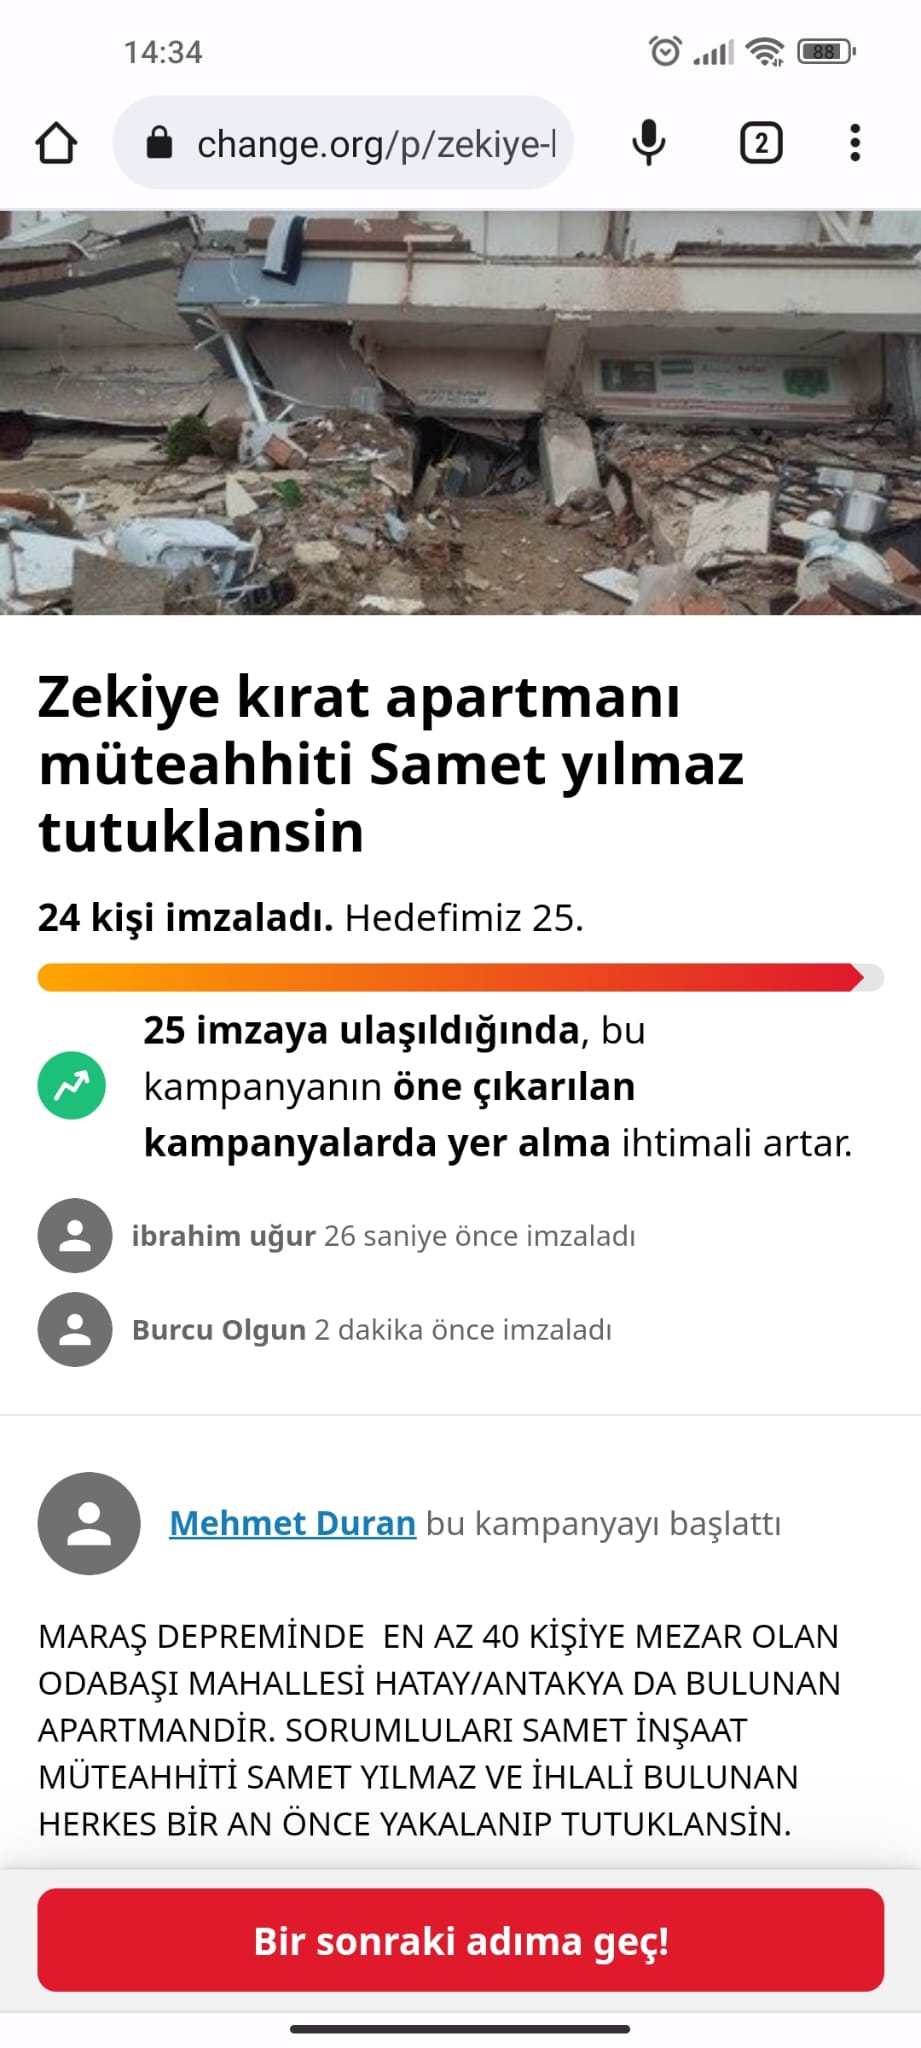 14:34
88
change.org/p/zekiye-l
2
Zekiye kırat apartmanı
müteahhiti Samet yılmaz
tutuklansin
24 kişi imzaladı. Hedefimiz 25.
25 imzaya ulaşıldığında, bu
kampanyanın öne çıkarılan
kampanyalarda yer alma ihtimali artar.
ibrahim uğur 26 saniye önce imzaladı
Burcu Olgun 2 dakika önce imzaladı
Mehmet Duran bu kampanyayı başlattı
MARAŞ DEPREMİNDE  EN AZ 40 KİŞİYE MEZAR OLAN
ODABAŞI MAHALLESİ HATAY/ANTAKYA DA BULUNAN
APARTMANDİR. SORUMLULARI SAMET İNŞAAT
MÜTEAHHİTİ SAMET YILMAZ VE İHLALİ BULUNAN
HERKES BİR AN ÖNCE YAKALANIP TUTUKLANSİN.
Bir sonraki adıma geç!